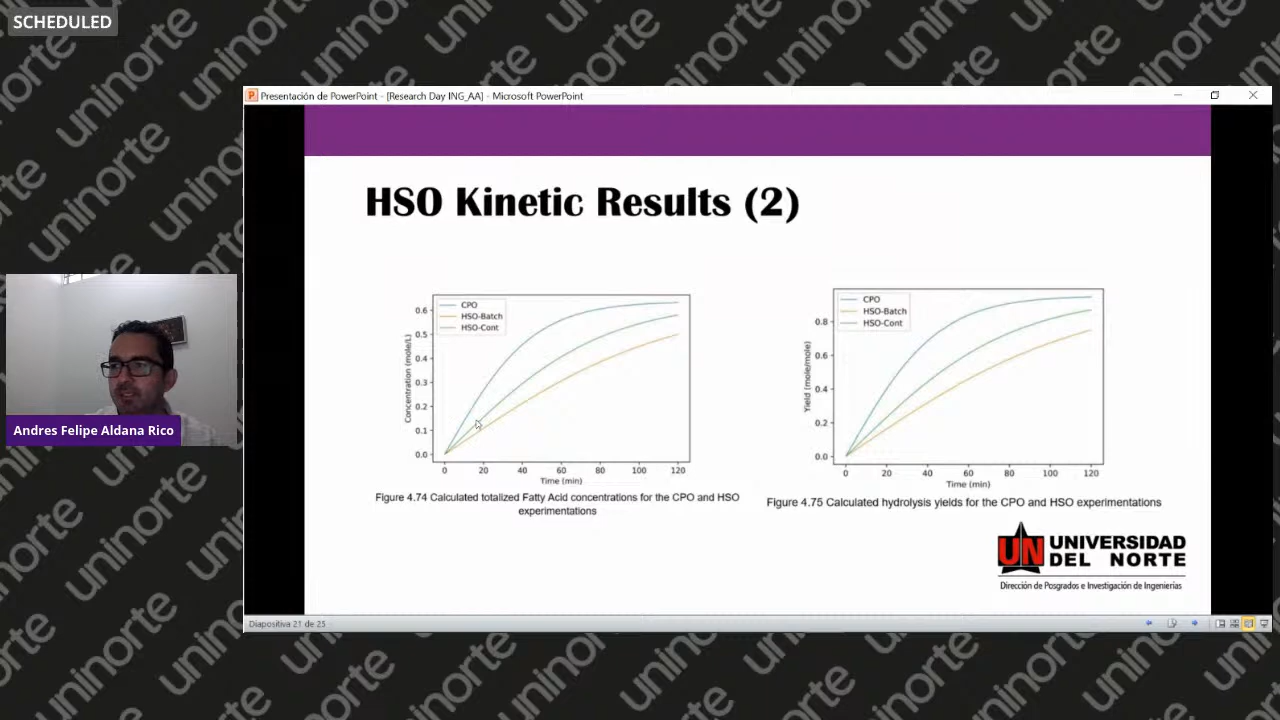 SCHEDULED
Presentación de PowerPoint - [Research Day ING_AA] - Microsoft PowerPoint
HSO Kinetic Results (2)
CPO
HSO-Batch
HSO-Cont
0.6
0.5
0.4
0.3
0.2
0.1
0.0
Concentration (mole/L)
0 20 40 60 80 100 120
Time (min)
Figure 4.74 Calculated totalized Fatty Acid concentrations for the CPO and HSO
experimentations
CPO
HSO-Batch
HSO-Cont
0.8
0.6
0.4
0.2
0.0
Yield (mole/mole)
0 20 40 60 80 100 120
Time (min)
Figure 4.75 Calculated hydrolysis yields for the CPO and HSO experimentations
Andres Felipe Aldana Rico
UN UNIVERSIDAD
DEL NORTE
Dirección de Posgrados e Investigación de Ingenierías
Diapositiva 21 de 25
uninorte